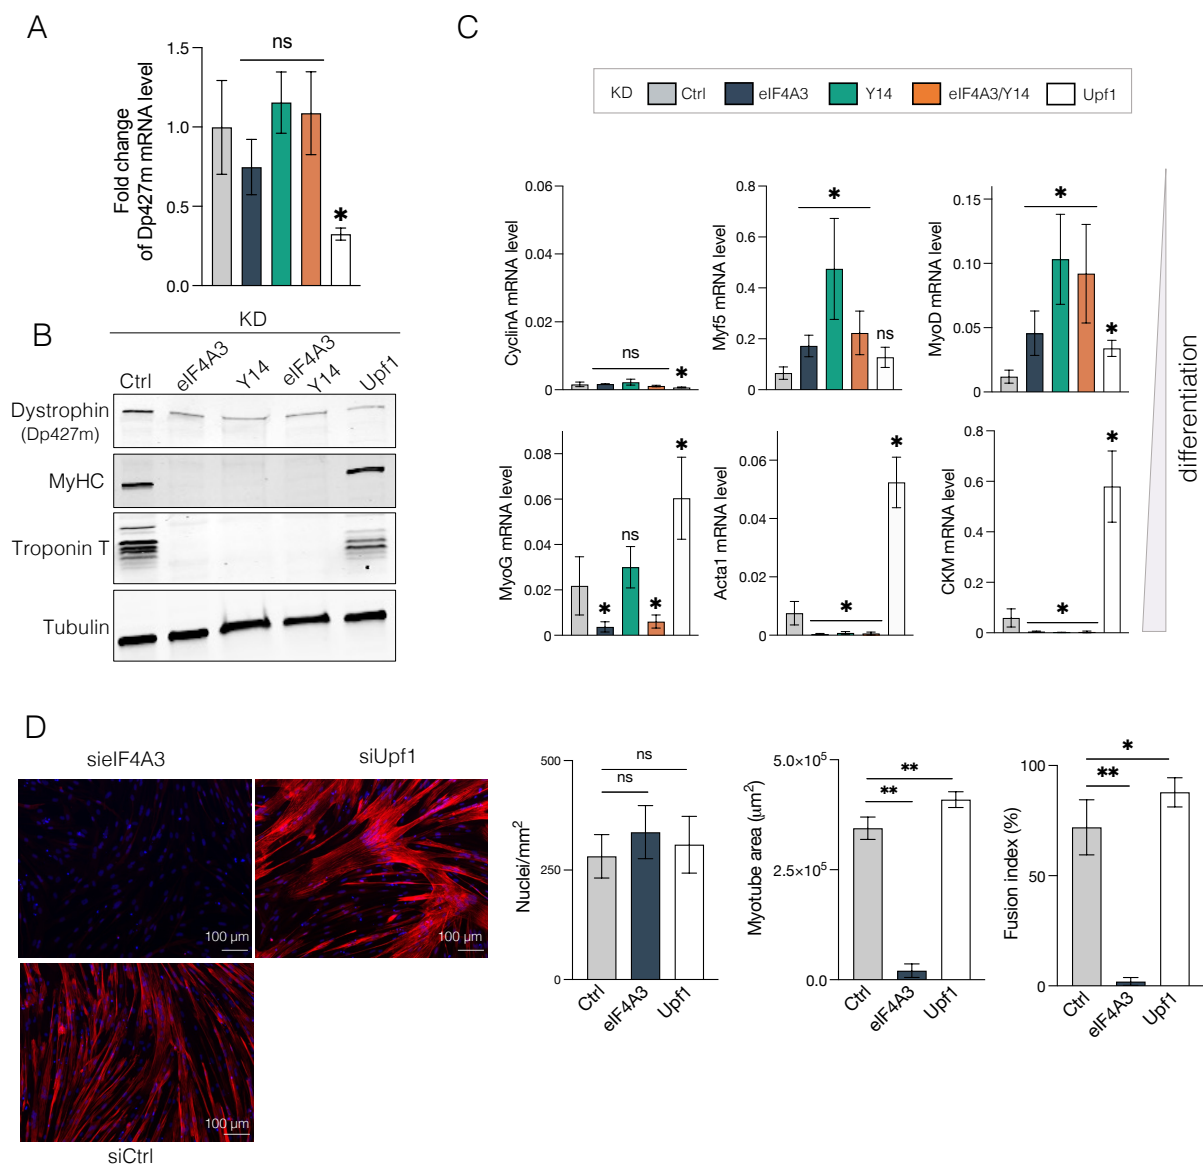 A
Fold change
of Dp427m mRNA level
1.5
1.0
0.5
0.0
ns
*
B
KD
Ctrl
eIF4A3
Y14
eIF4A3
Y14
Upf1
Dystrophin
(Dp427m)
MyHC
Troponin T
Tubulin
C
KD Ctrl eIF4A3 Y14 eIF4A3/Y14 Upf1
CyclinA mRNA level
0.06
0.04
0.02
0
ns
*
Myf5 mRNA level
0.8
0.6
0.4
0.2
0
*
ns
MyoD mRNA level
0.15
0.10
0.05
0
*
*
MyoG mRNA level
0.08
0.06
0.04
0.02
0
*
ns
*
*
Acta1 mRNA level
0.06
0.04
0.02
0
*
*
CKM mRNA level
0.8
0.6
0.4
0.2
0
*
*
differentiation
D
sieIF4A3
siUpf1
100 µm
100 µm
100 µm
siCtrl
Nuclei/mm²
500
250
0
ns
ns
Ctrl
eIF4A3
Upf1
Myotube area (µm²)
5.0×10⁵
2.5×10⁵
0.0
**
**
Ctrl
eIF4A3
Upf1
Fusion index (%)
100
50
0
*
**
Ctrl
eIF4A3
Upf1